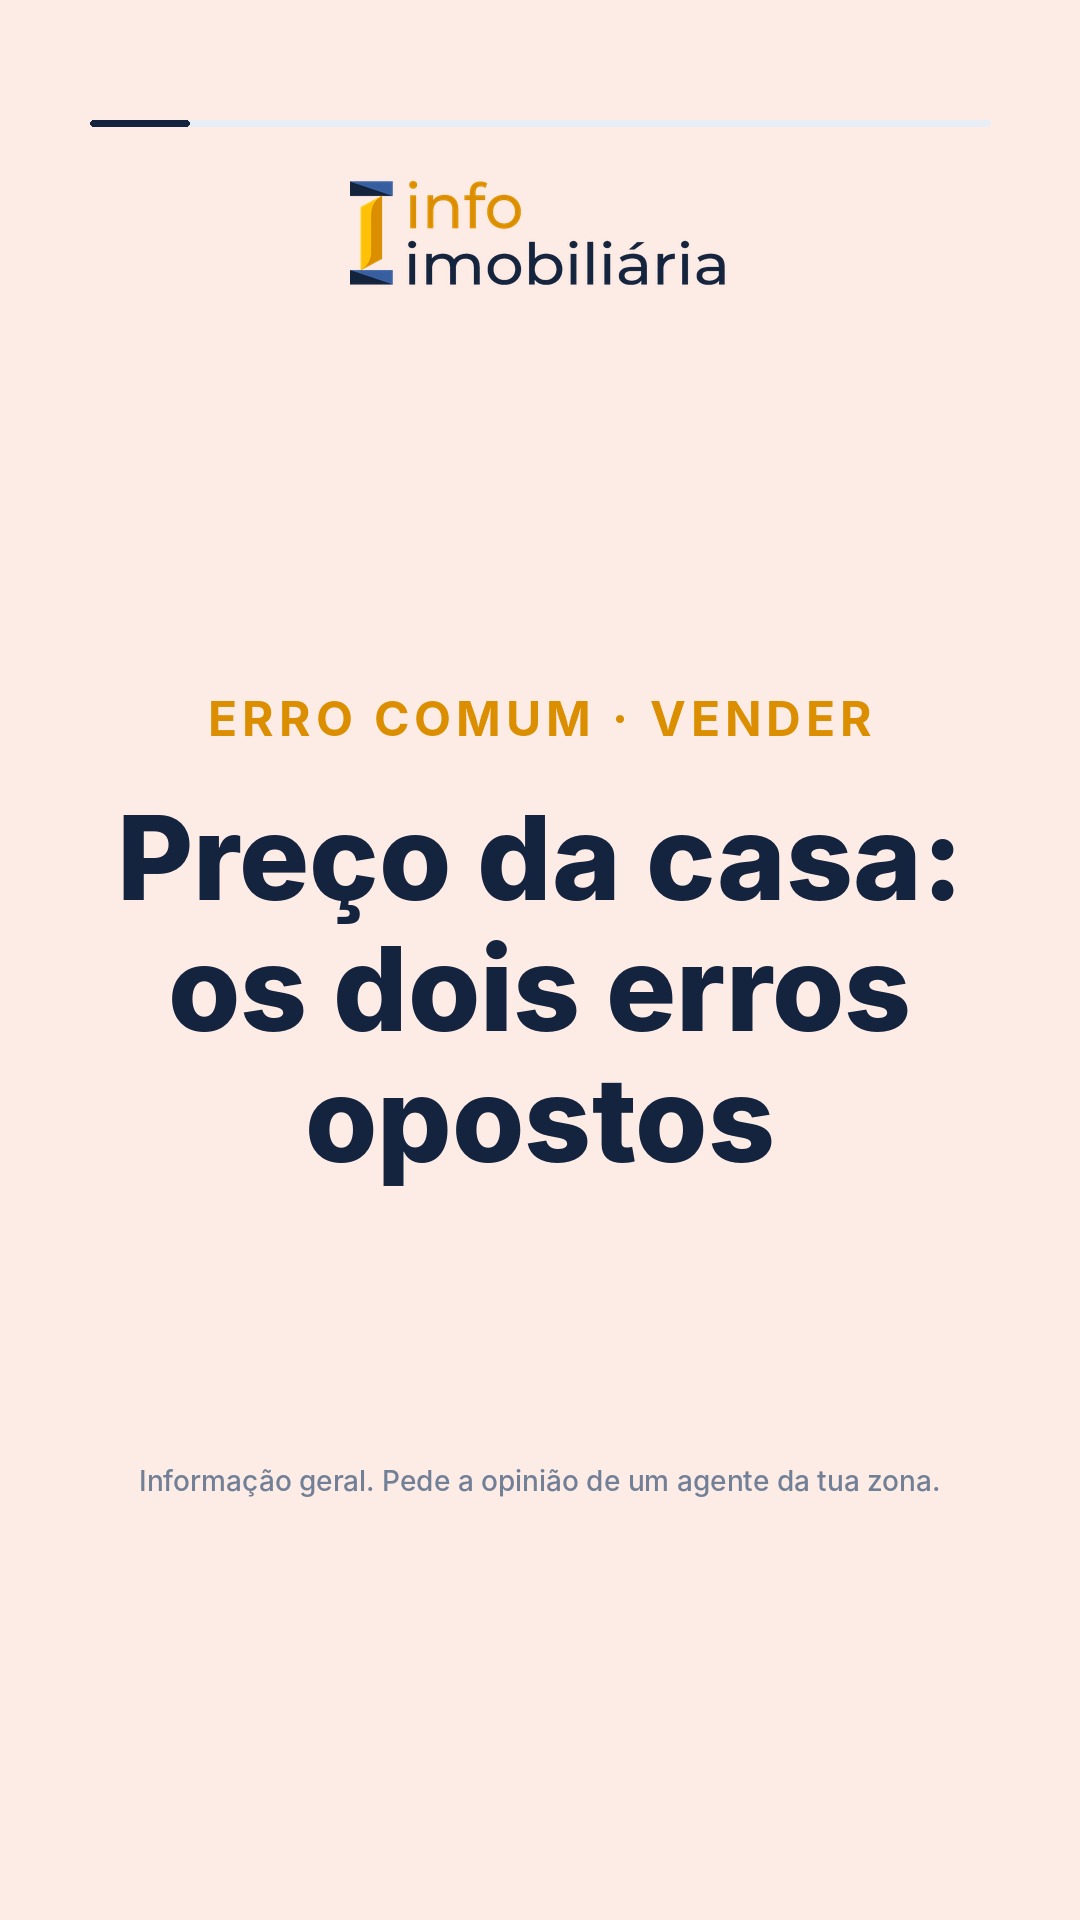 info
imobiliária
ERRO COMUM · VENDER
Preço da casa:
os dois erros
opostos
Informação geral. Pede a opinião de um agente da tua zona.